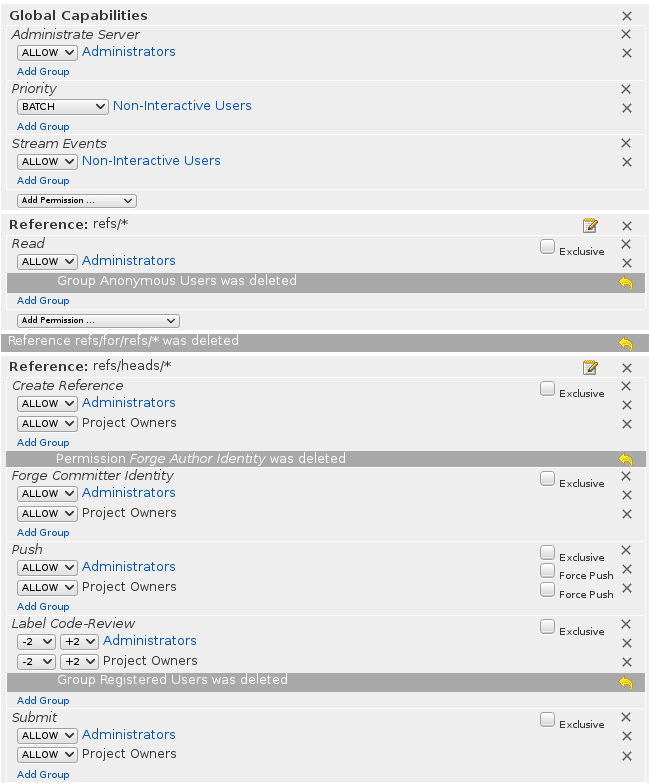 Global Capabilities
Administrate Server
ALLOW Administrators
Add Group
Priority
BATCH Non-Interactive Users
Add Group
Stream Events
ALLOW Non-Interactive Users
Add Group
Add Permission ...
Reference: refs/*
Read Exclusive
ALLOW Administrators
Group Anonymous Users was deleted
Add Group
Add Permission ...
Reference refs/for/refs/* was deleted
Reference: refs/heads/*
Create Reference Exclusive
ALLOW Administrators
ALLOW Project Owners
Add Group
Permission Forge Author Identity was deleted
Forge Committer Identity Exclusive
ALLOW Administrators
ALLOW Project Owners
Add Group
Push Exclusive
ALLOW Administrators Force Push
ALLOW Project Owners Force Push
Add Group
Label Code-Review Exclusive
-2 +2 Administrators
-2 +2 Project Owners
Group Registered Users was deleted
Add Group
Submit Exclusive
ALLOW Administrators
ALLOW Project Owners
Add Group